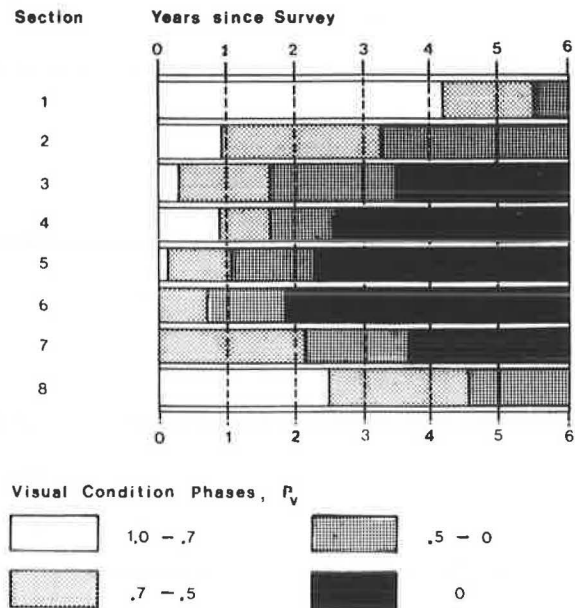 Section Years since Survey
0 1 2 3 4 5 6
1
2
3
4
5
6
7
8
0 1 2 3 4 5 6
Visual Condition Phases, Pv
1.0 – .7 .5 – 0
.7 – .5 0